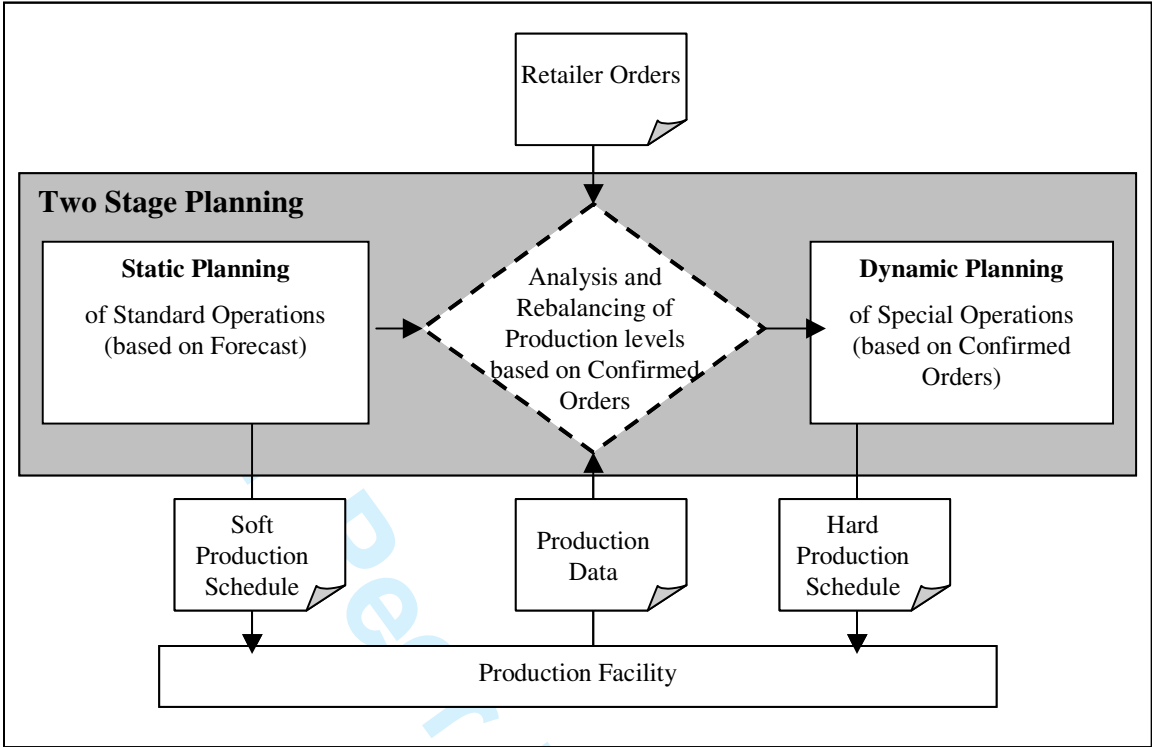 Retailer Orders
Two Stage Planning
Static Planning
of Standard Operations
(based on Forecast)
Analysis and
Rebalancing of
Production levels
based on Confirmed
Orders
Dynamic Planning
of Special Operations
(based on Confirmed
Orders)
Soft
Production
Schedule
Production
Data
Hard
Production
Schedule
Production Facility
Peer